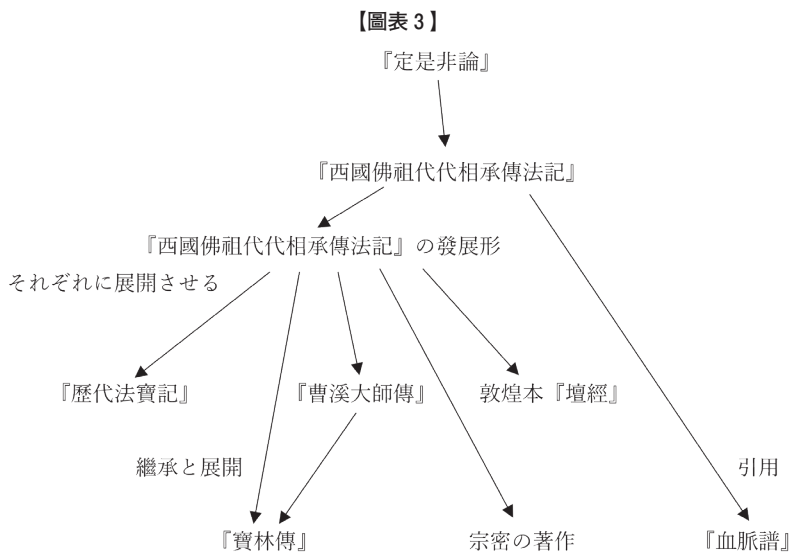 【圖表 3】
『定是非論』
『西國佛祖代代相承傳法記』
『西國佛祖代代相承傳法記』の發展形
それぞれに展開させる
『歷代法寶記』
『曹溪大師傳』
敦煌本『壇經』
繼承と展開
引用
『寶林傳』
宗密の著作
『血脈譜』